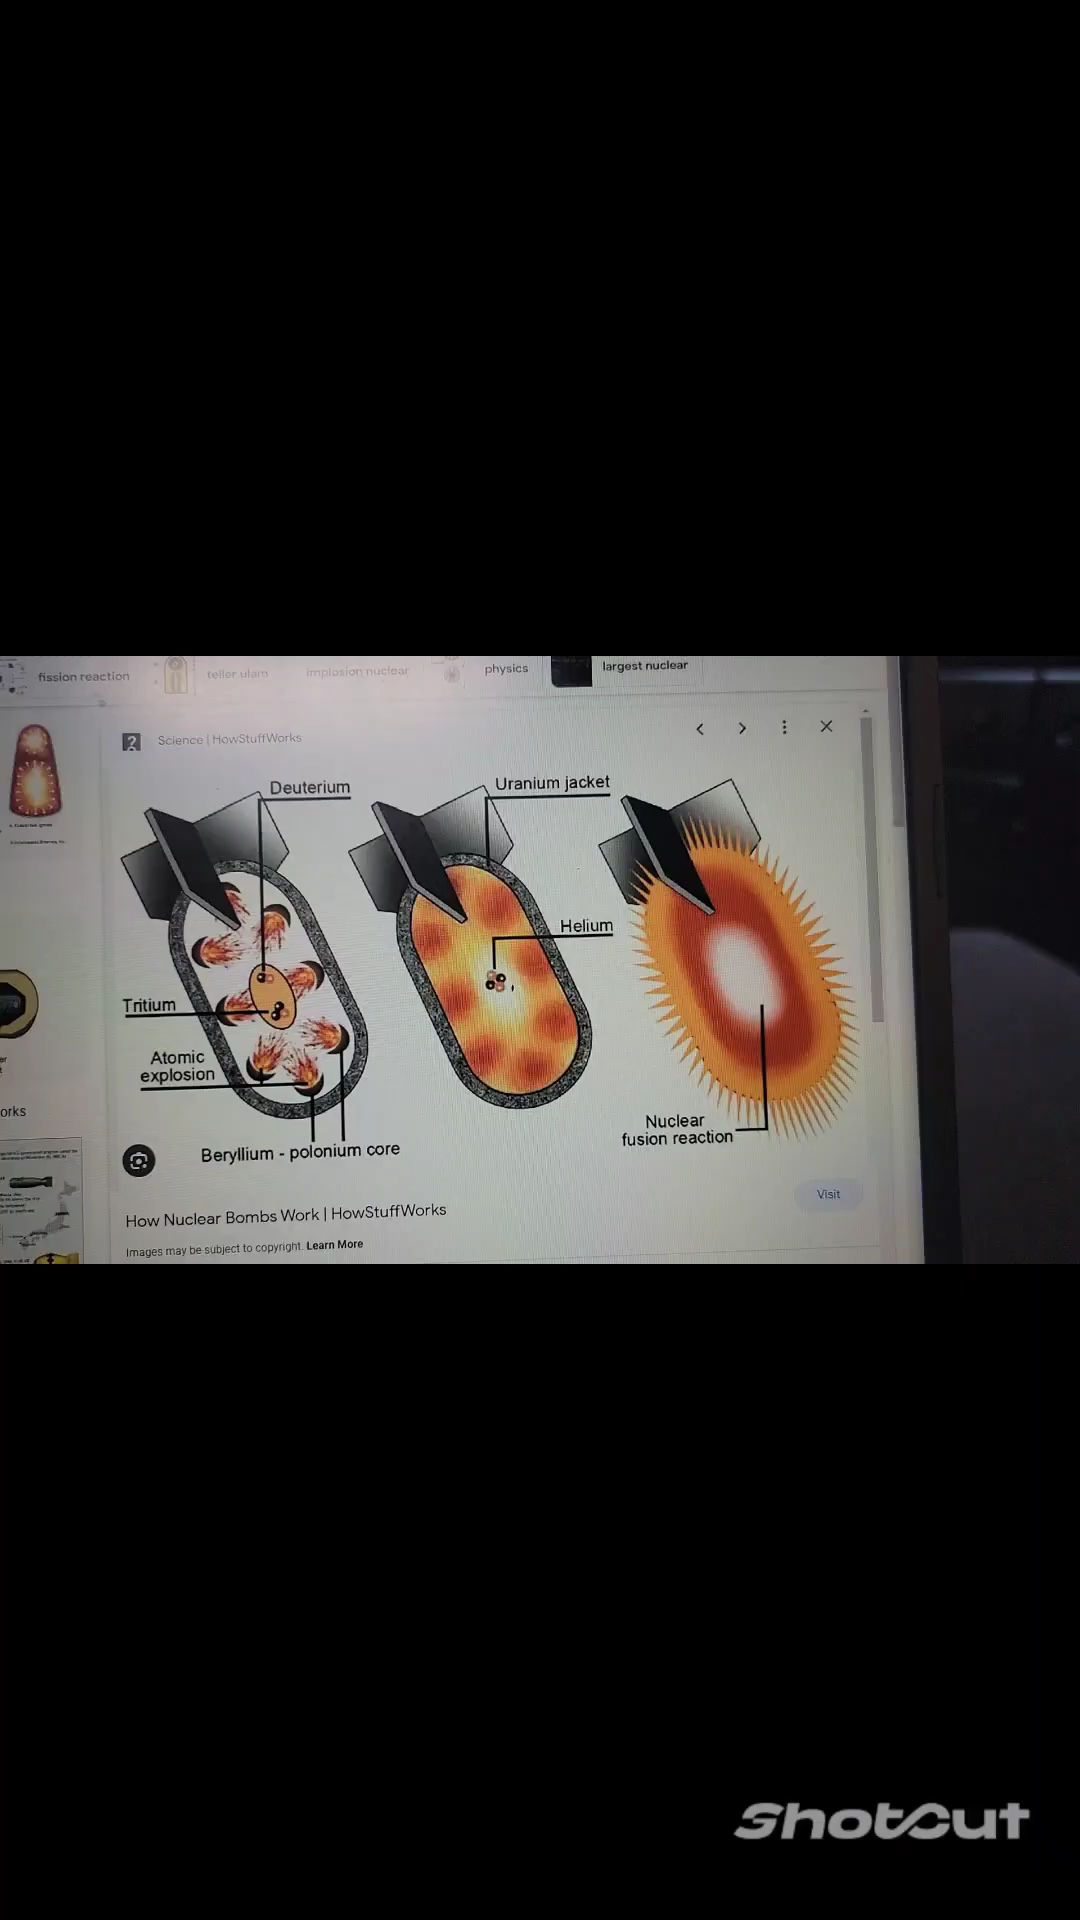 fission reaction
teller ulam
implosion nuclear
physics
largest nuclear
Science | HowStuffWorks
Deuterium
Uranium jacket
Helium
Tritium
Atomic
explosion
Nuclear
fusion reaction
Beryllium - polonium core
orks
Visit
How Nuclear Bombs Work | HowStuffWorks
Images may be subject to copyright. Learn More
Shotcut